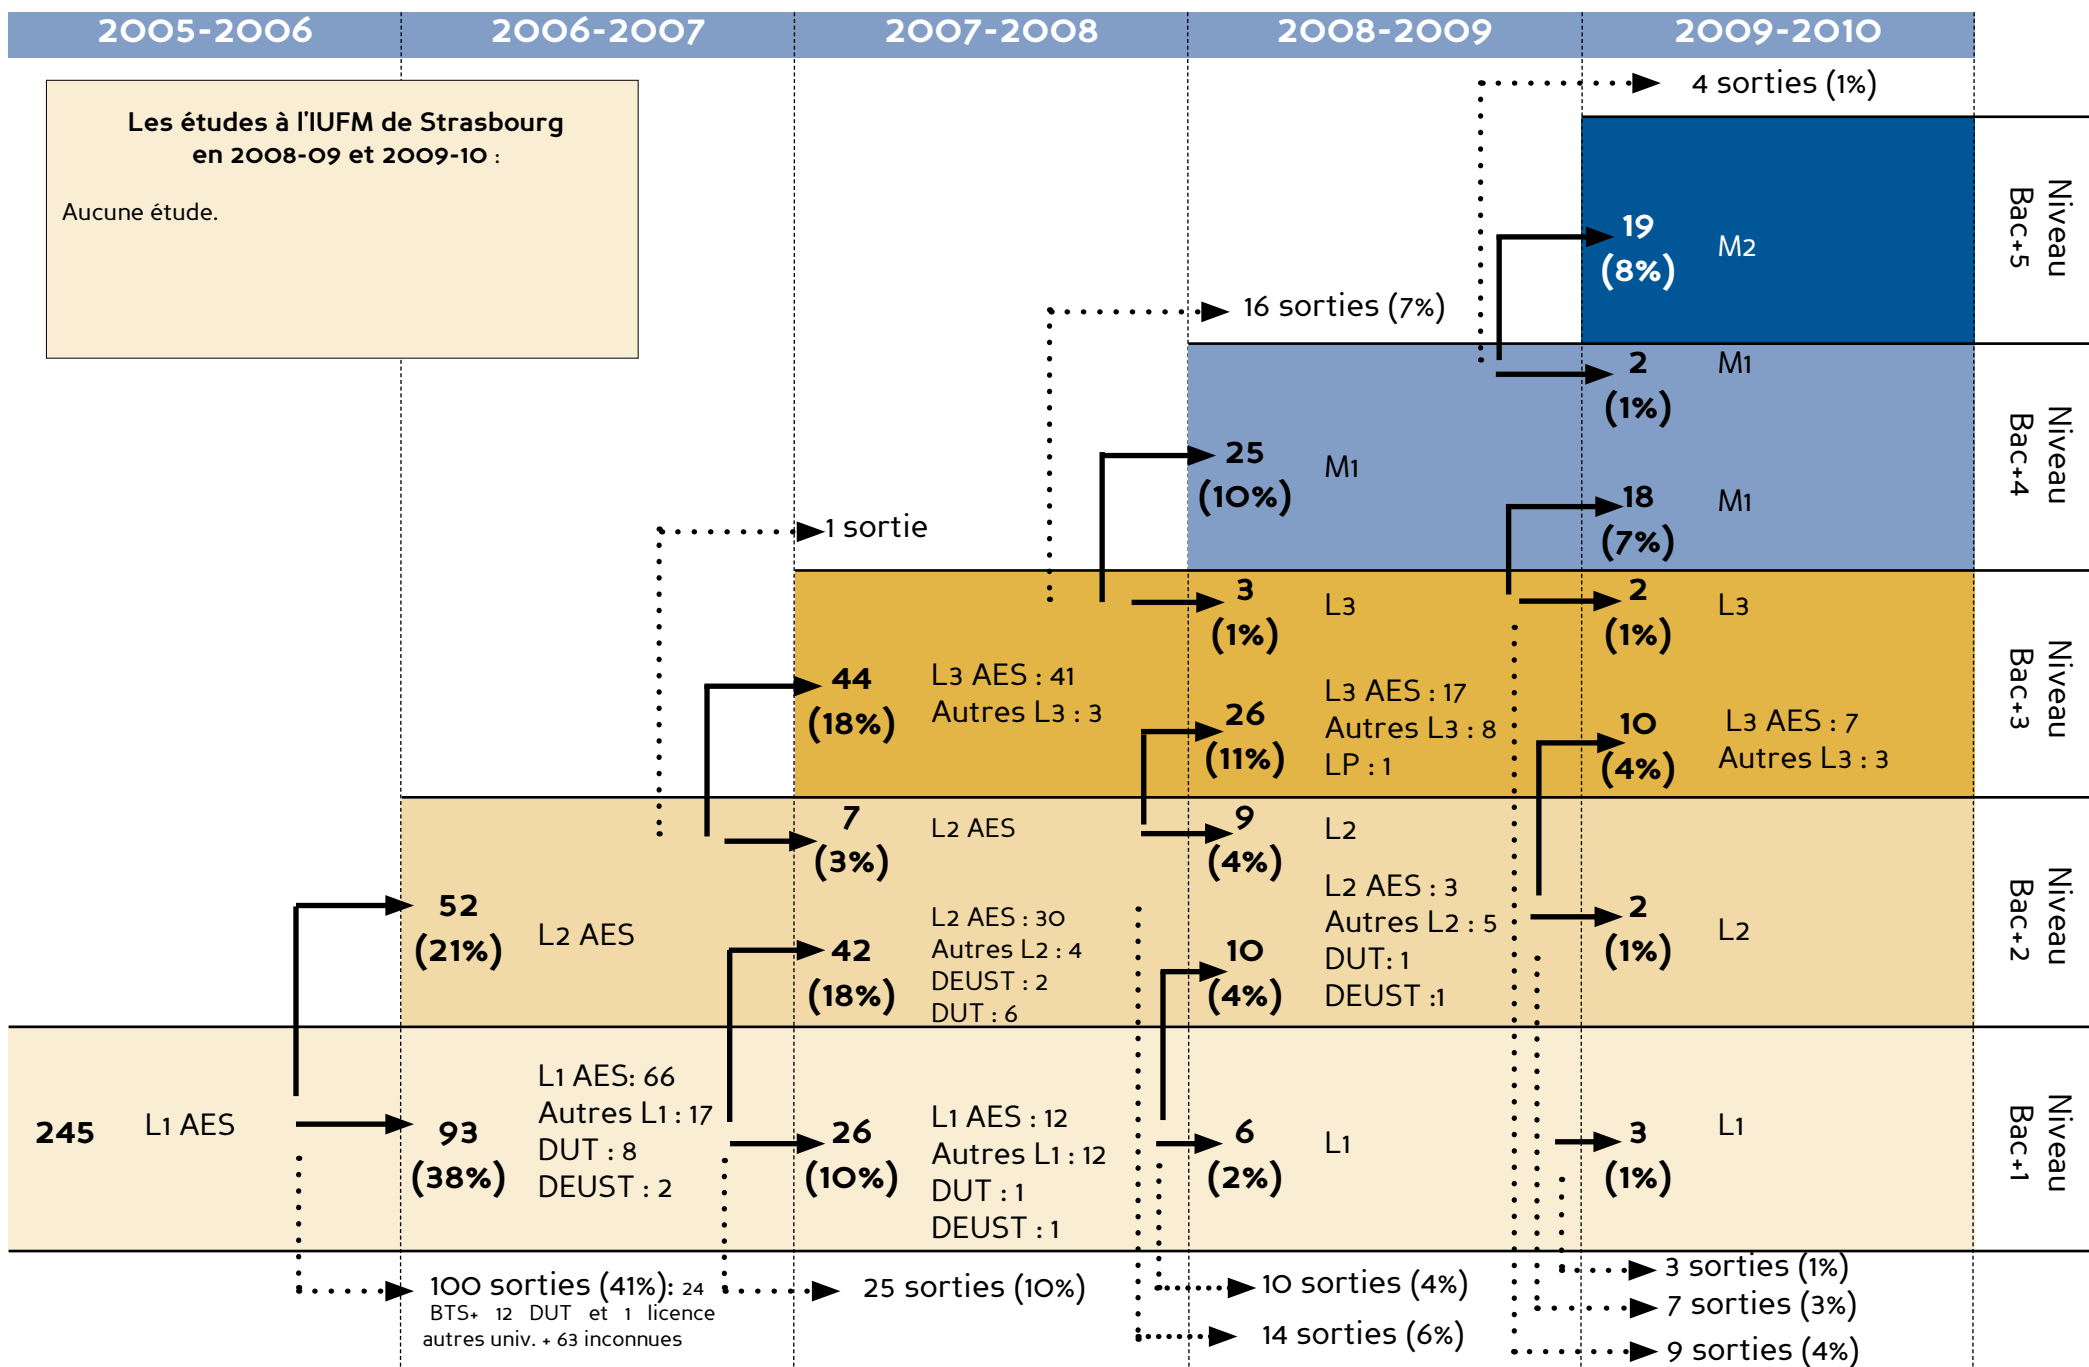 2005-2006
2006-2007
2007-2008
2008-2009
2009-2010
Les études à l'IUFM de Strasbourg
en 2008-09 et 2009-10 :
Aucune étude.
4 sorties (1%)
19
(8%)
M2
Niveau
Bac+5
16 sorties (7%)
2
(1%)
M1
25
(10%)
M1
18
(7%)
M1
Niveau
Bac+4
1 sortie
44
(18%)
L3 AES : 41
Autres L3 : 3
3
(1%)
L3
26
(11%)
L3 AES : 17
Autres L3 : 8
LP : 1
2
(1%)
L3
10
(4%)
L3 AES : 7
Autres L3 : 3
Niveau
Bac+3
52
(21%)
L2 AES
7
(3%)
L2 AES
42
(18%)
L2 AES : 30
Autres L2 : 4
DEUST : 2
DUT : 6
9
(4%)
L2
10
(4%)
L2 AES : 3
Autres L2 : 5
DUT: 1
DEUST :1
2
(1%)
L2
Niveau
Bac+2
245
L1 AES
93
(38%)
L1 AES: 66
Autres L1 : 17
DUT : 8
DEUST : 2
26
(10%)
L1 AES : 12
Autres L1 : 12
DUT : 1
DEUST : 1
6
(2%)
L1
3
(1%)
L1
Niveau
Bac+1
100 sorties (41%): 24
BTS+ 12 DUT et 1 licence
autres univ. + 63 inconnues
25 sorties (10%)
10 sorties (4%)
14 sorties (6%)
3 sorties (1%)
7 sorties (3%)
9 sorties (4%)